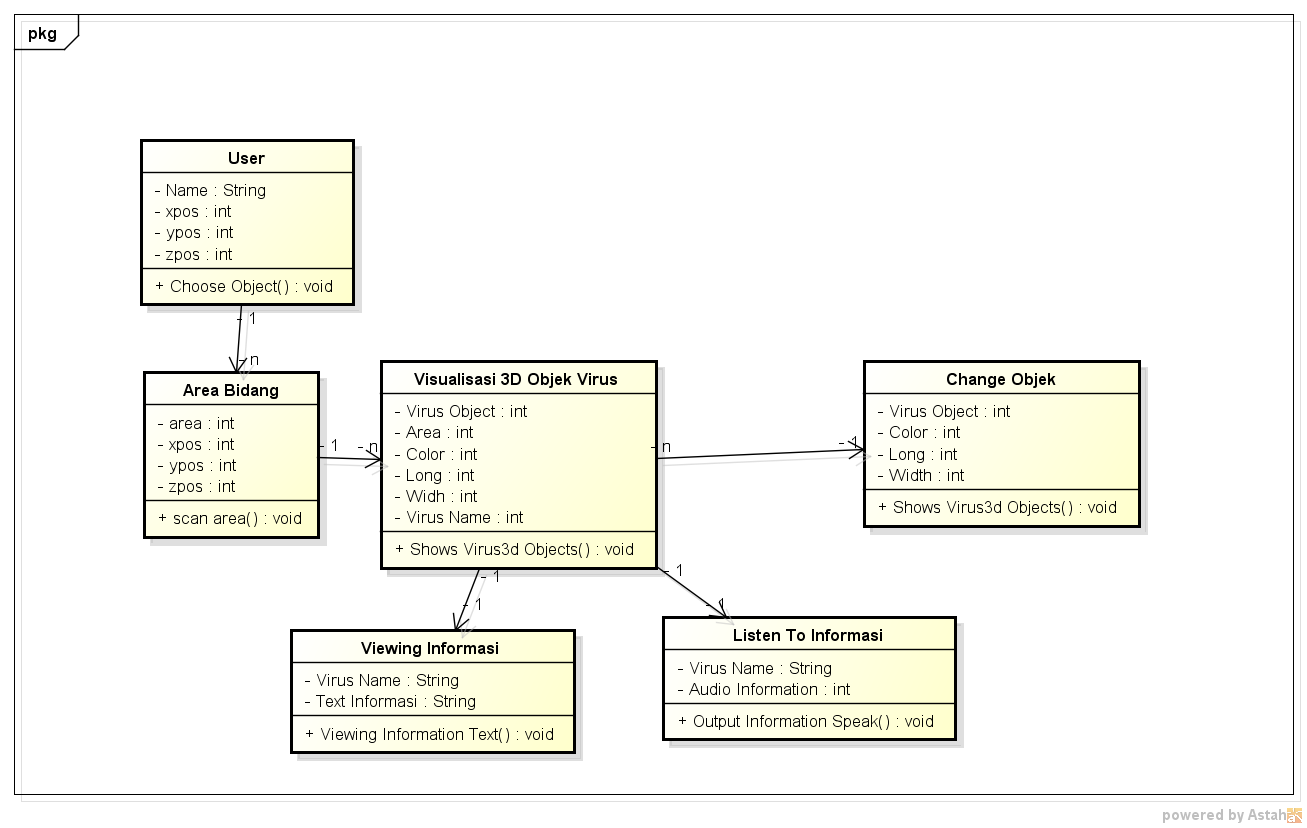 pkg
User
- Name : String
- xpos : int
- ypos : int
- zpos : int
+ Choose Object() : void
- 1
- n
Area Bidang
- area : int
- xpos : int
- ypos : int
- zpos : int
+ scan area() : void
- 1
- n
Visualisasi 3D Objek Virus
- Virus Object : int
- Area : int
- Color : int
- Long : int
- Widh : int
- Virus Name : int
+ Shows Virus3d Objects() : void
- n
- 1
Change Objek
- Virus Object : int
- Color : int
- Long : int
- Width : int
+ Shows Virus3d Objects() : void
- 1
- 1
Viewing Informasi
- Virus Name : String
- Text Informasi : String
+ Viewing Information Text() : void
- 1
- 1
Listen To Informasi
- Virus Name : String
- Audio Information : int
+ Output Information Speak() : void
powered by Astah